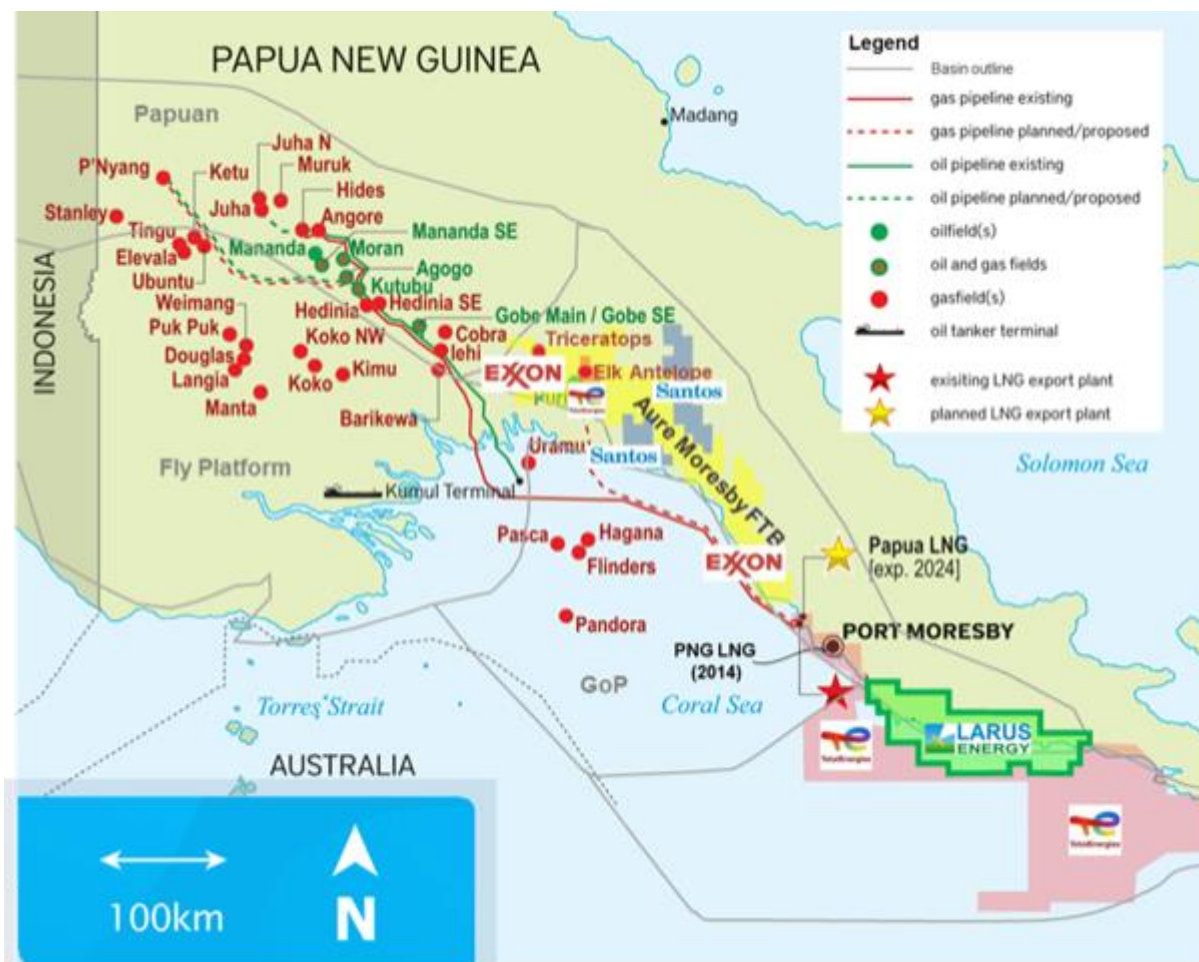 PAPUA NEW GUINEA
Papuan
Madang
Juha N
Muruk
P'Nyang
Ketu
Hides
Stanley
Juha
Angore
Tingu
Mananda SE
Mananda
Moran
Elevala
Agogo
Ubuntu
Kutubu
Weimang
Hedinia
Hedinia SE
Gobe Main / Gobe SE
Puk Puk
Koko NW
Cobra
Triceratops
Douglas
Iehi
EXXON
Elk Antelope
Langia
Koko
Kimu
TotalEnergies
Santos
Manta
Barikewa
INDONESIA
Aure Moresby FTB
Uramu
Santos
Fly Platform
Kumul Terminal
Solomon Sea
Pasca
Hagana
Flinders
EXXON
Papua LNG
[exp. 2024]
Pandora
PORT MORESBY
PNG LNG
(2014)
GoP
Torres Strait
Coral Sea
LARUS
ENERGY
TotalEnergies
AUSTRALIA
TotalEnergies
100km
N
Legend
Basin outline
gas pipeline existing
gas pipeline planned/proposed
oil pipeline existing
oil pipeline planned/proposed
oilfield(s)
oil and gas fields
gasfield(s)
oil tanker terminal
exisiting LNG export plant
planned LNG export plant